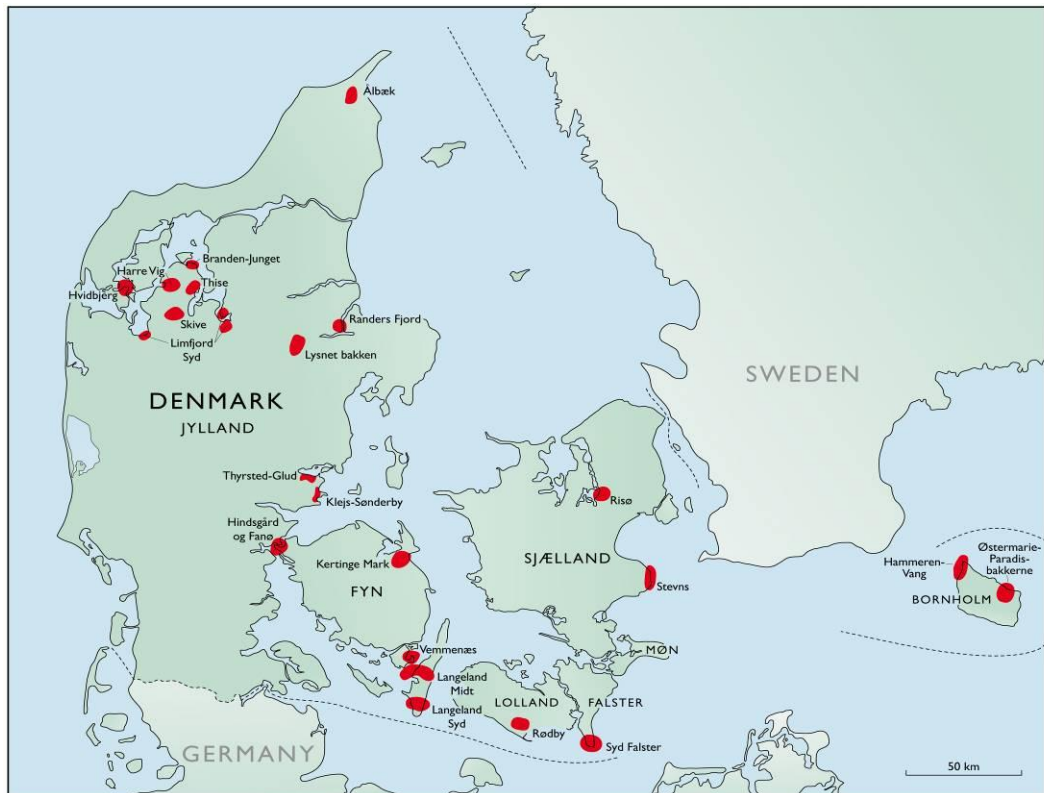 Ålbæk
Branden-Junget
Harre Vig
Thise
Hvidbjerg
Skive
Limfjord
Syd
Randers Fjord
Lysnet bakken
SWEDEN
DENMARK
JYLLAND
Thyrsted-Glud
Klejs-Sønderby
Risø
Hindsgård
og Fanø
Kertinge Mark
FYN
SJÆLLAND
Stevns
Hammeren-
Vang
Østermarie-
Paradis-
bakkerne
BORNHOLM
Vemmenæs
MØN
Langeland
Midt
LOLLAND
FALSTER
Langeland
Syd
Rødby
Syd Falster
GERMANY
50 km